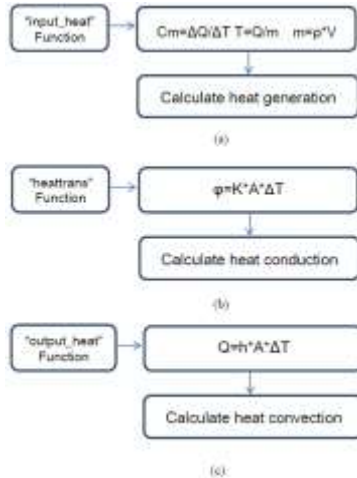 "input_heat"
Function
Cm=ΔQ/ΔT T=Q/m m=ρ*V
Calculate heat generation
(a)
"heattrans"
Function
φ=K*A*ΔT
Calculate heat conduction
(b)
"output_heat"
Function
Q=h*A*ΔT
Calculate heat convection
(c)